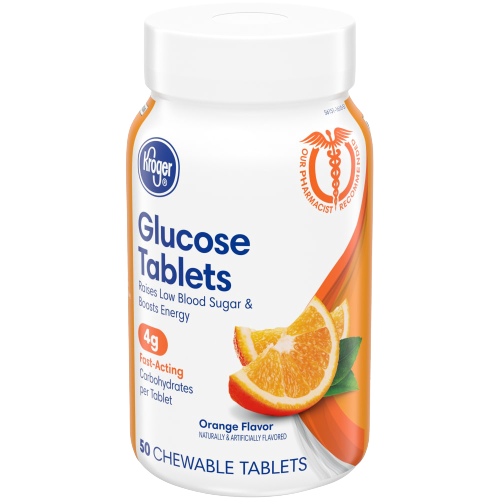 Kroger®
OUR PHARMACIST RECOMMENDED
Glucose
Tablets
Raises Low Blood Sugar &
Boosts Energy
4g
Fast-Acting
Carbohydrates
per Tablet
Orange Flavor
NATURALLY & ARTIFICIALLY FLAVORED
50 CHEWABLE TABLETS